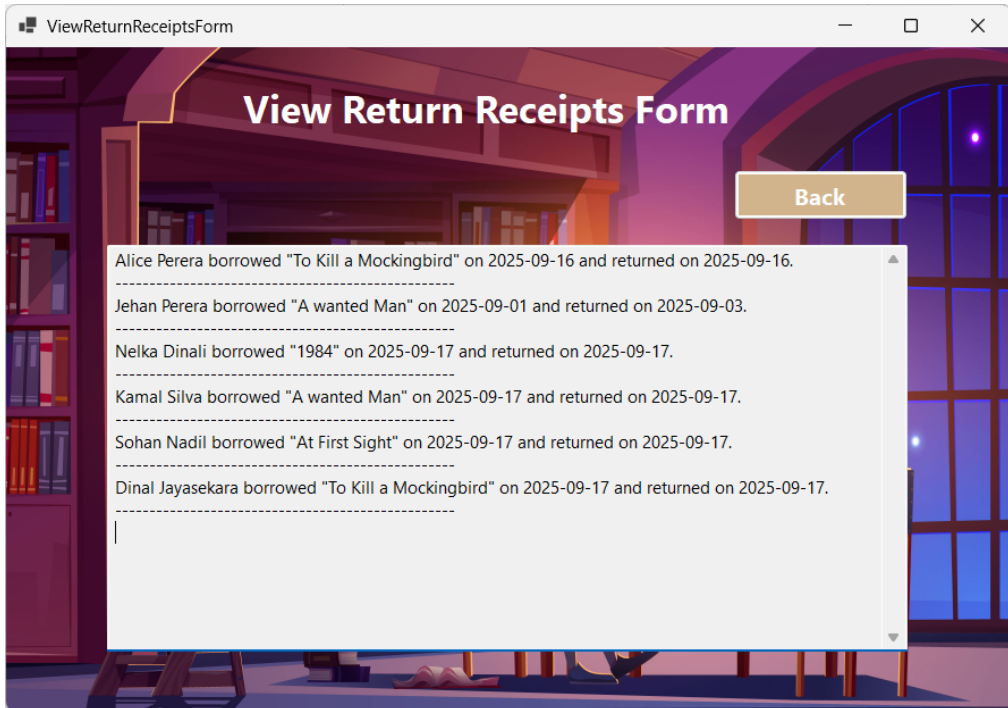 ViewReturnReceiptsForm
View Return Receipts Form
Back
Alice Perera borrowed "To Kill a Mockingbird" on 2025-09-16 and returned on 2025-09-16.
--------------------------------------------------
Jehan Perera borrowed "A wanted Man" on 2025-09-01 and returned on 2025-09-03.
--------------------------------------------------
Nelka Dinali borrowed "1984" on 2025-09-17 and returned on 2025-09-17.
--------------------------------------------------
Kamal Silva borrowed "A wanted Man" on 2025-09-17 and returned on 2025-09-17.
--------------------------------------------------
Sohan Nadil borrowed "At First Sight" on 2025-09-17 and returned on 2025-09-17.
--------------------------------------------------
Dinal Jayasekara borrowed "To Kill a Mockingbird" on 2025-09-17 and returned on 2025-09-17.
--------------------------------------------------